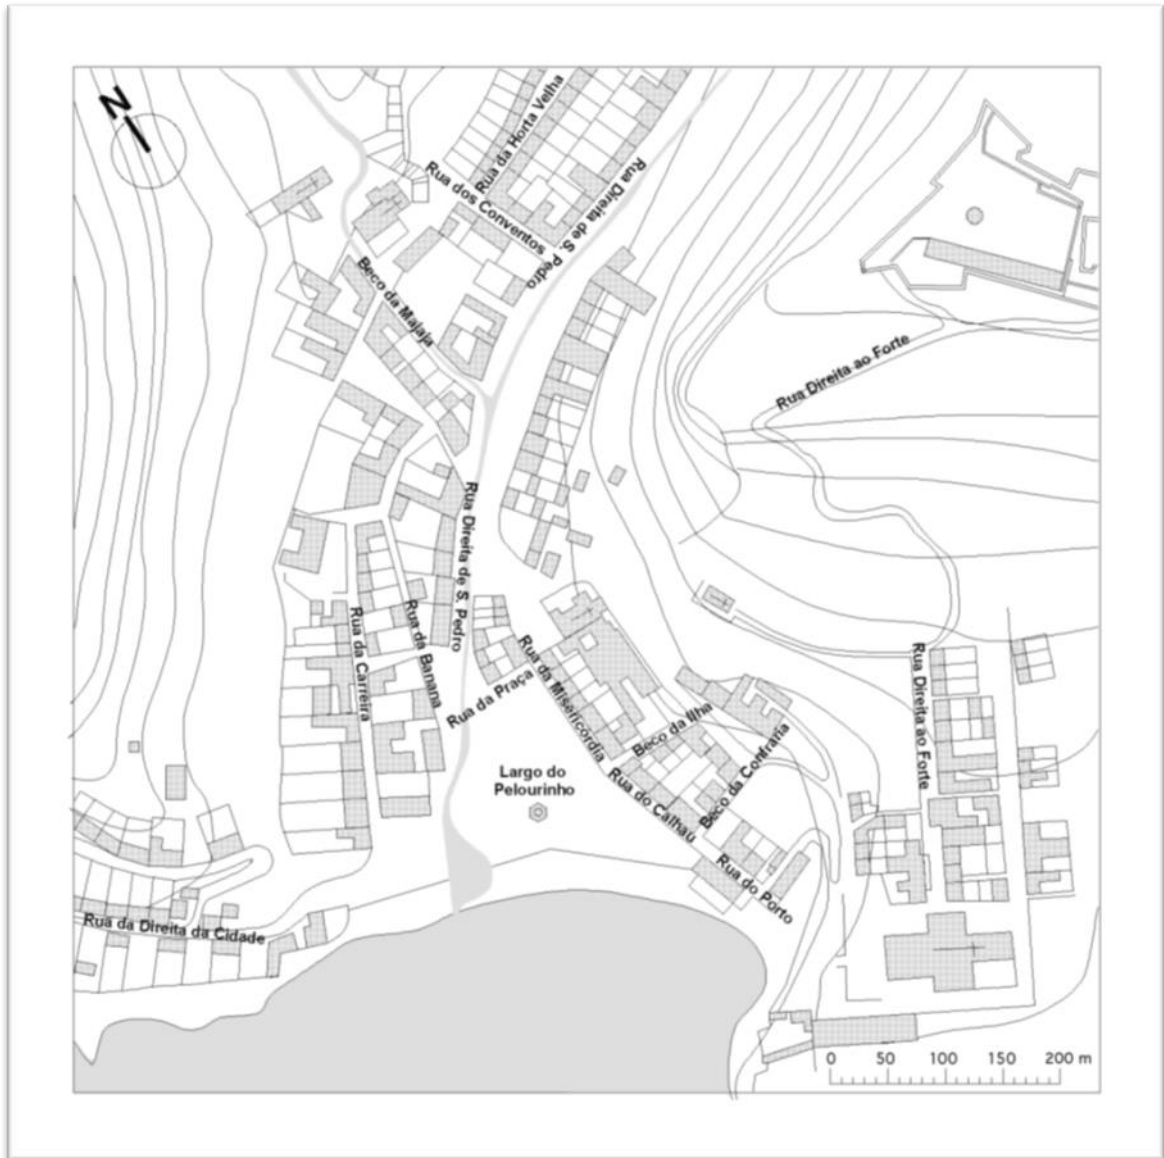 N
Rua da Horta Velha
Rua dos Conventos
Rua Direita de S. Pedro
Beco da Majaja
Rua Direita ao Forte
Rua Direita de S. Pedro
Rua da Carreira
Rua da Banana
Rua da Praça
Rua da Misericordia
Beco da Ilha
Beco da Confraria
Rua Direita ao Forte
Largo do
Pelourinho
Rua do Calhau
Rua do Porto
Rua da Direita da Cidade
0 50 100 150 200 m